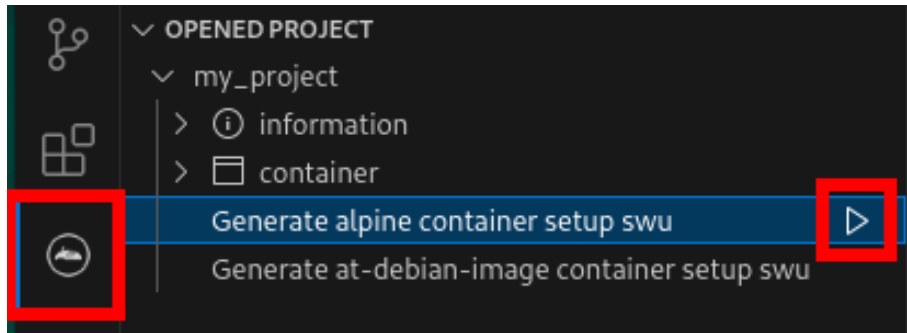 OPENED PROJECT
my_project
information
container
Generate alpine container setup swu
Generate at-debian-image container setup swu